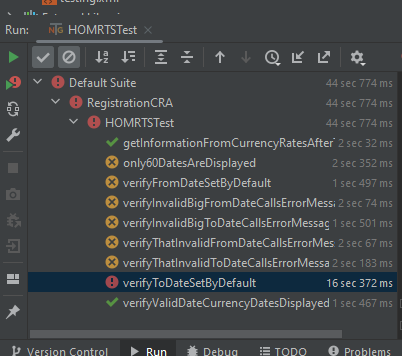 Run:
HOMRTSTest
Default Suite 44 sec 774 ms
RegistrationCRA 44 sec 774 ms
HOMRTSTest 44 sec 774 ms
getInformationFromCurrencyRatesAfter 2 sec 32 ms
only60DatesAreDisplayed 2 sec 352 ms
verifyFromDateSetByDefault 1 sec 497 ms
verifyInvalidBigFromDateCallsErrorMessa 2 sec 74 ms
verifyInvalidBigToDateCallsErrorMessag 1 sec 501 ms
verifyThatInvalidFromDateCallsErrorMes 2 sec 67 ms
verifyThatInvalidToDateCallsErrorMessa 2 sec 183 ms
verifyToDateSetByDefault 16 sec 372 ms
verifyValidDateCurrencyDatesDisplayed 1 sec 467 ms
Version Control Run Debug TODO Problems